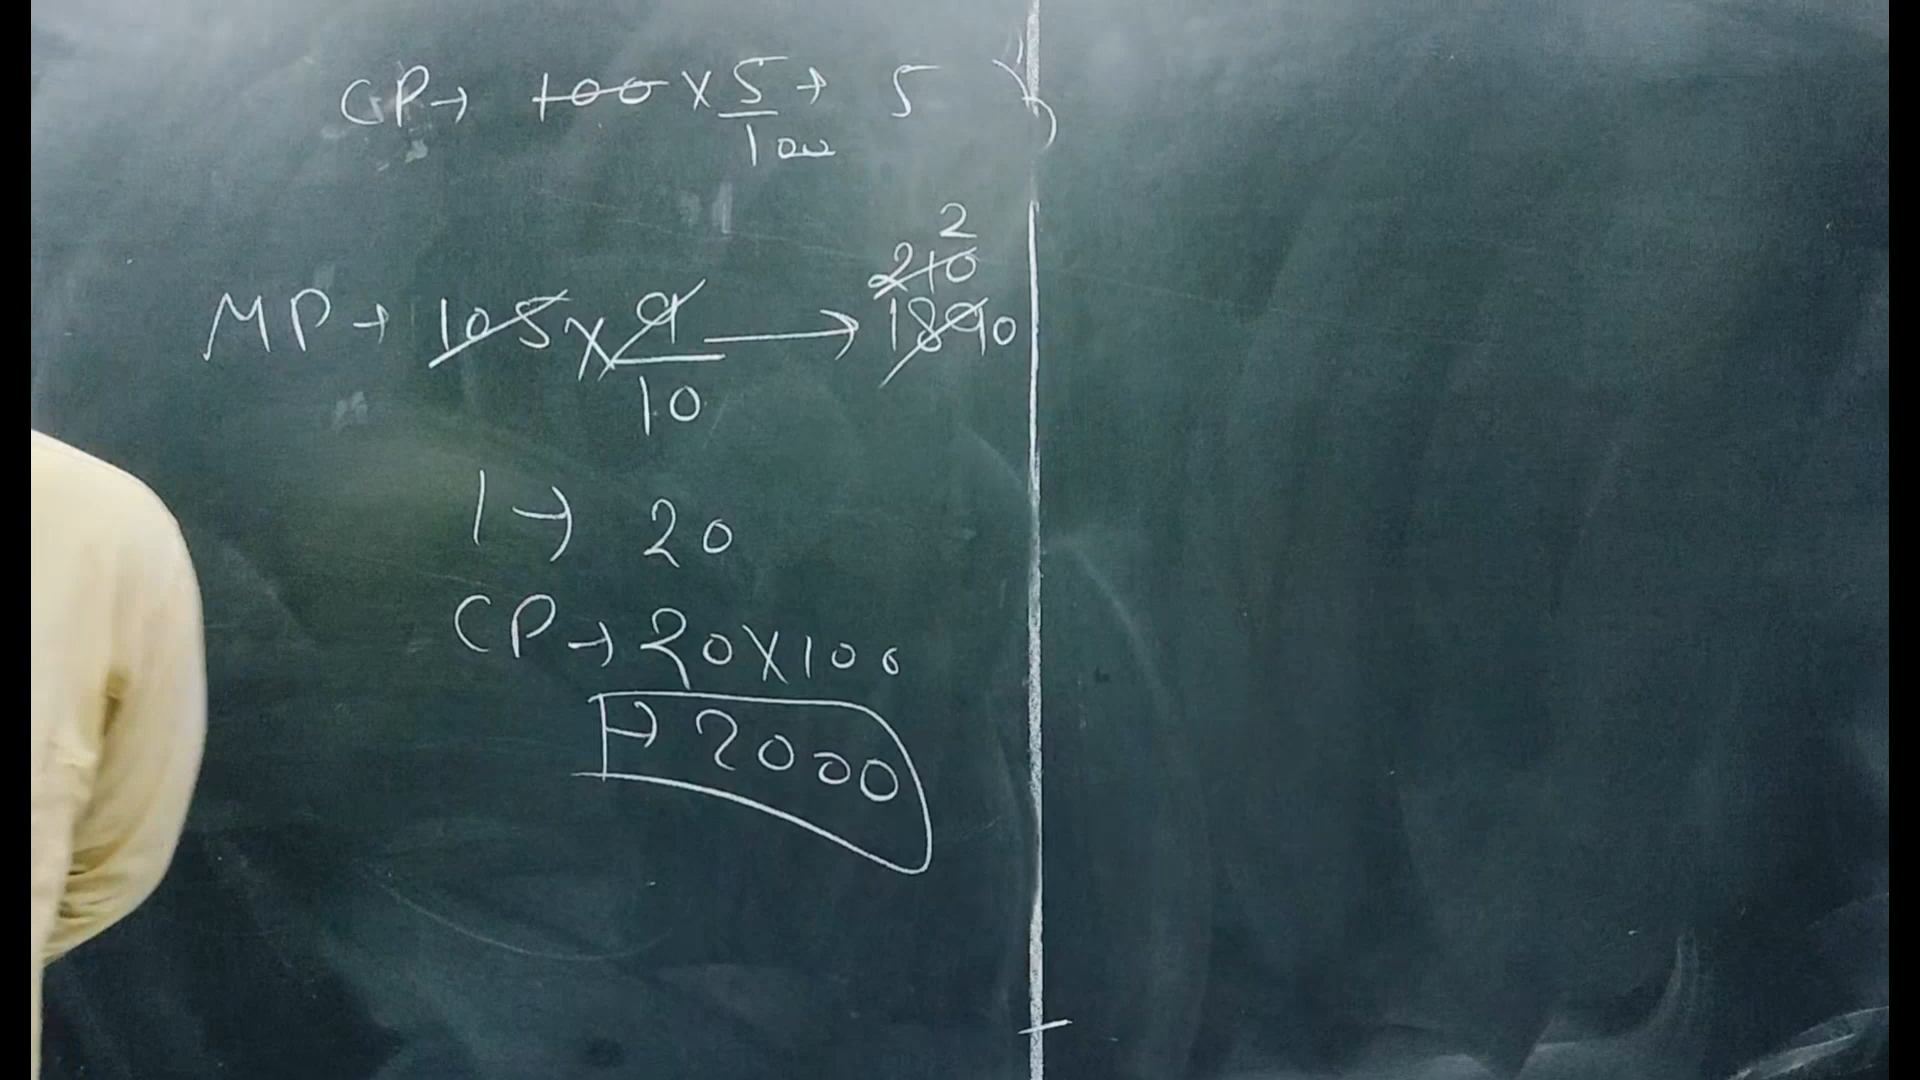 CP → 100 × 5/100 → 5
2
210
MP → 105 × 9/10 → 1890
1 → 20
CP → 20 × 100
→ 2000